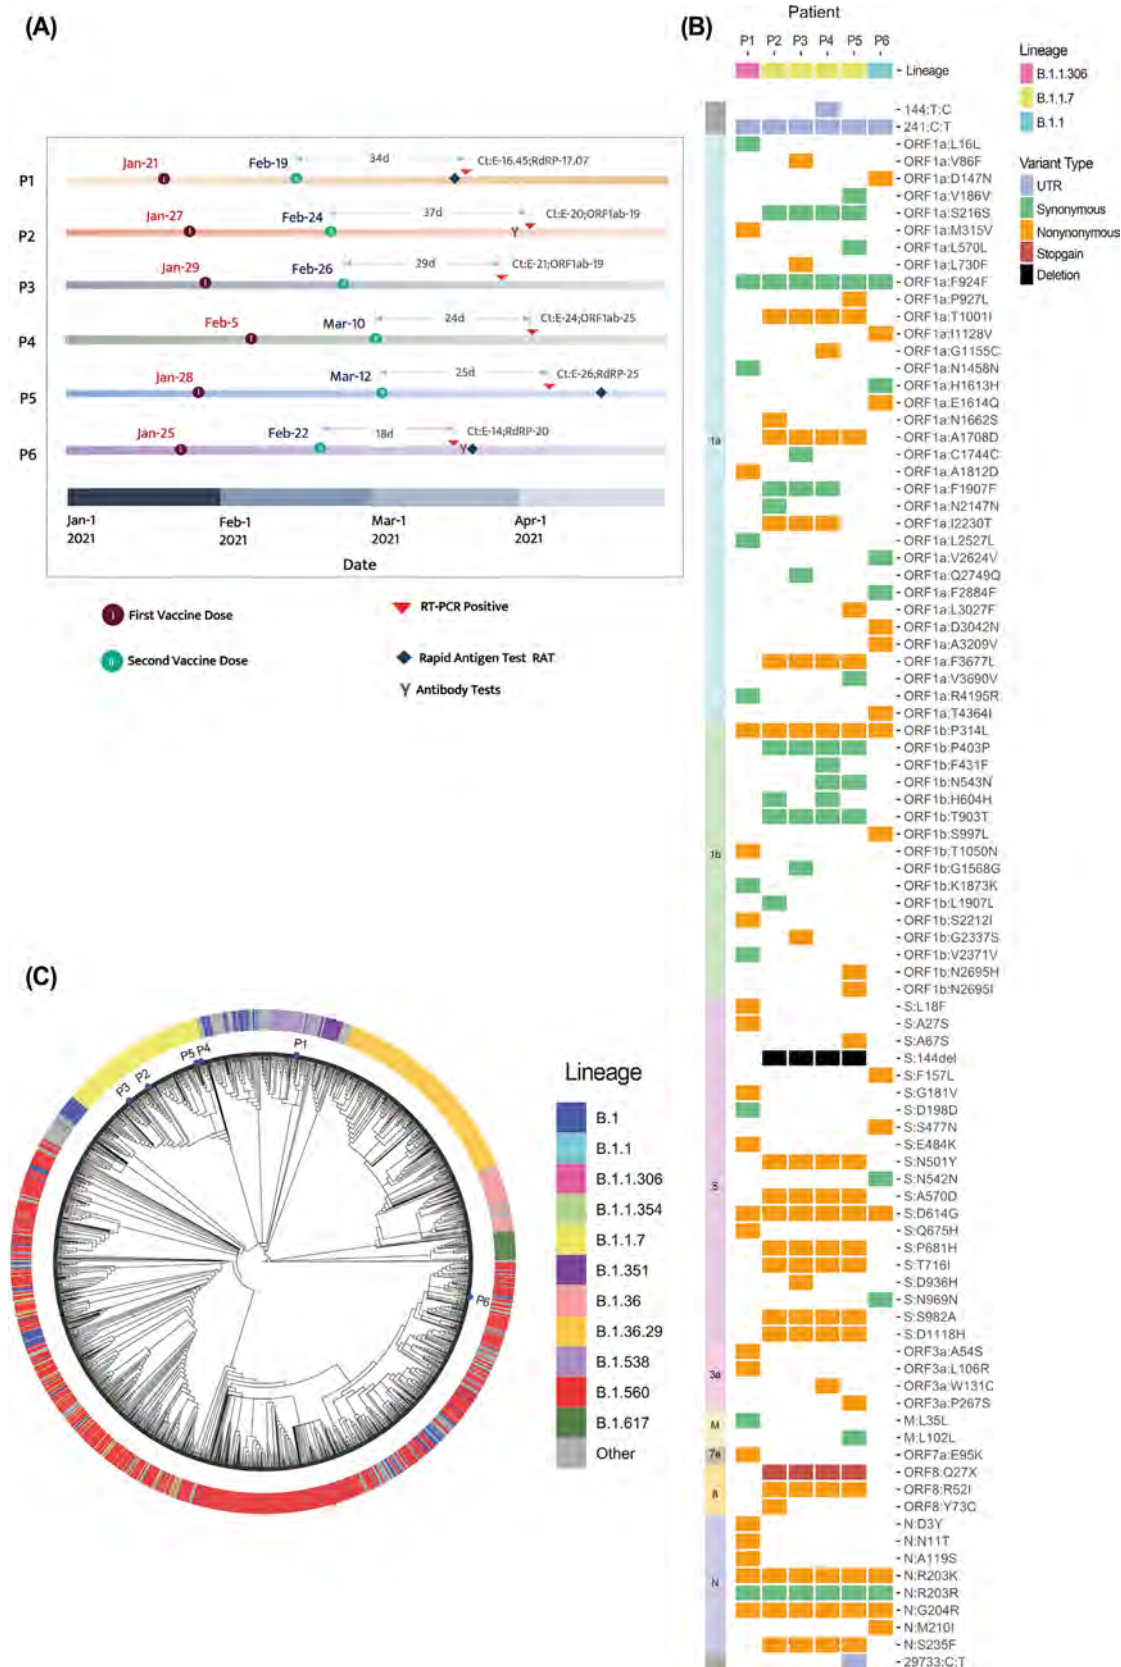 (A)
Jan-21
Feb-19
34d
Ct:E-16.45;RdRP-17.07
P1
Jan-27
Feb-24
37d
Ct:E-20;ORF1ab-19
P2
Y
Jan-29
Feb-26
29d
Ct:E-21;ORF1ab-19
P3
Feb-5
Mar-10
24d
Ct:E-24;ORF1ab-25
P4
Jan-28
Mar-12
25d
Ct:E-26;RdRP-25
P5
Jan-25
Feb-22
18d
Ct:E-14;RdRP-20
P6
Y
Jan-1 2021
Feb-1 2021
Mar-1 2021
Apr-1 2021
Date
i First Vaccine Dose
RT-PCR Positive
ii Second Vaccine Dose
Rapid Antigen Test RAT
Y Antibody Tests
(B)
Patient
P1 P2 P3 P4 P5 P6
Lineage
Lineage
B.1.1.306
B.1.1.7
B.1.1
Variant Type
UTR
Synonymous
Nonynonymous
Stopgain
Deletion
144:T:C
241:C:T
ORF1a:L16L
ORF1a:V86F
ORF1a:D147N
ORF1a:V186V
ORF1a:S216S
ORF1a:M315V
ORF1a:L570L
ORF1a:L730F
ORF1a:F924F
ORF1a:P927L
ORF1a:T1001I
ORF1a:I1128V
ORF1a:G1155C
ORF1a:N1458N
ORF1a:H1613H
ORF1a:E1614Q
ORF1a:N1662S
ORF1a:A1708D
ORF1a:C1744C
ORF1a:A1812D
ORF1a:F1907F
ORF1a:N2147N
ORF1a:I2230T
ORF1a:L2527L
ORF1a:V2624V
ORF1a:Q2749Q
ORF1a:F2884F
ORF1a:L3027F
ORF1a:D3042N
ORF1a:A3209V
ORF1a:F3677L
ORF1a:V3690V
ORF1a:R4195R
ORF1a:T4364I
ORF1b:P314L
ORF1b:P403P
ORF1b:F431F
ORF1b:N543N
ORF1b:H604H
ORF1b:T903T
ORF1b:S997L
ORF1b:T1050N
ORF1b:G1568G
ORF1b:K1873K
ORF1b:L1907L
ORF1b:S2212I
ORF1b:G2337S
ORF1b:V2371V
ORF1b:N2695H
ORF1b:N2695I
S:L18F
S:A27S
S:A67S
S:144del
S:F157L
S:G181V
S:D198D
S:S477N
S:E484K
S:N501Y
S:N542N
S:A570D
S:D614G
S:Q675H
S:P681H
S:T716I
S:D936H
S:N969N
S:S982A
S:D1118H
ORF3a:A54S
ORF3a:L106R
ORF3a:W131C
ORF3a:P267S
M:L35L
M:L102L
ORF7a:E95K
ORF8:Q27X
ORF8:R52I
ORF8:Y73C
N:D3Y
N:N11T
N:A119S
N:R203K
N:R203R
N:G204R
N:M210I
N:S235F
29733:C:T
1a
1b
S
3a
M
7a
8
N
(C)
P1
P5
P4
P2
P3
P6
Lineage
B.1
B.1.1
B.1.1.306
B.1.1.354
B.1.1.7
B.1.351
B.1.36
B.1.36.29
B.1.538
B.1.560
B.1.617
Other